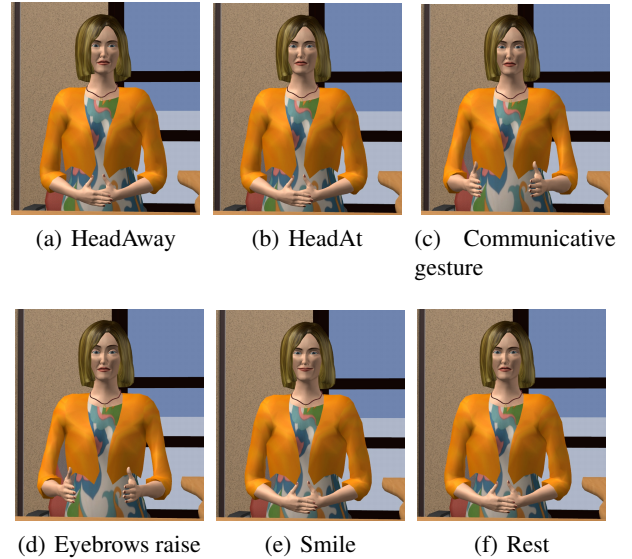 (a) HeadAway
(b) HeadAt
(c) Communicative
gesture
(d) Eyebrows raise
(e) Smile
(f) Rest